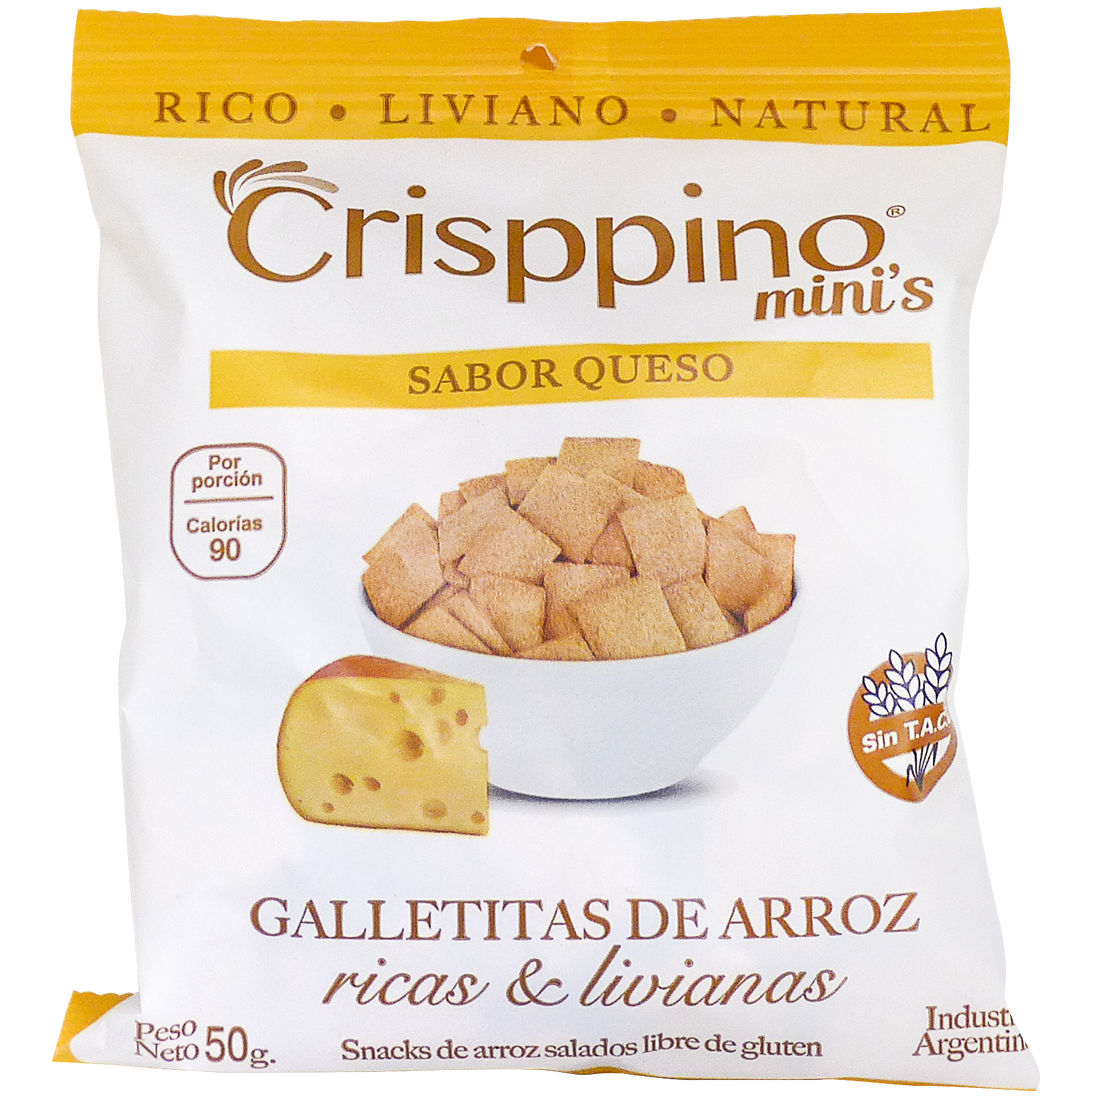 RICO • LIVIANO • NATURAL
Crisppino®
mini's
SABOR QUESO
Por
porción
Calorías
90
Sin T.A.C.
GALLETITAS DE ARROZ
ricas & livianas
Peso
Neto 50g.
Snacks de arroz salados libre de gluten